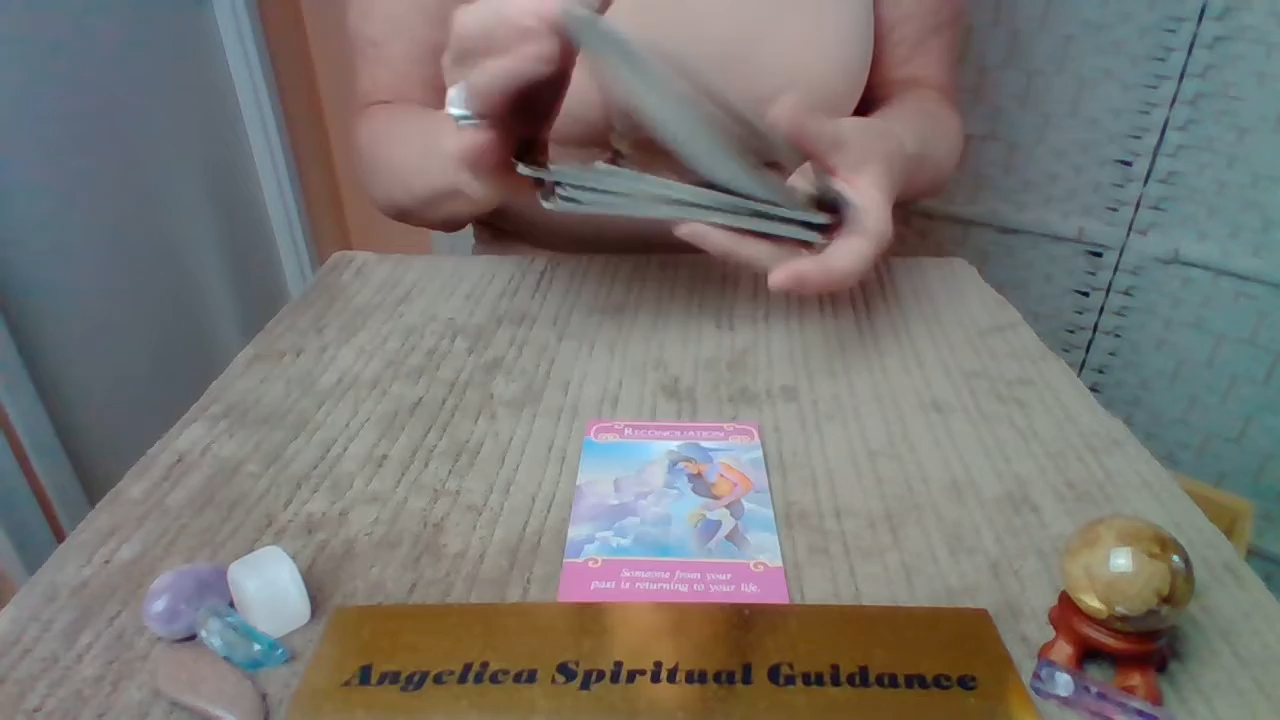 RECONCILIATION
Someone from your
past is returning to your life.
Angelica Spiritual Guidance